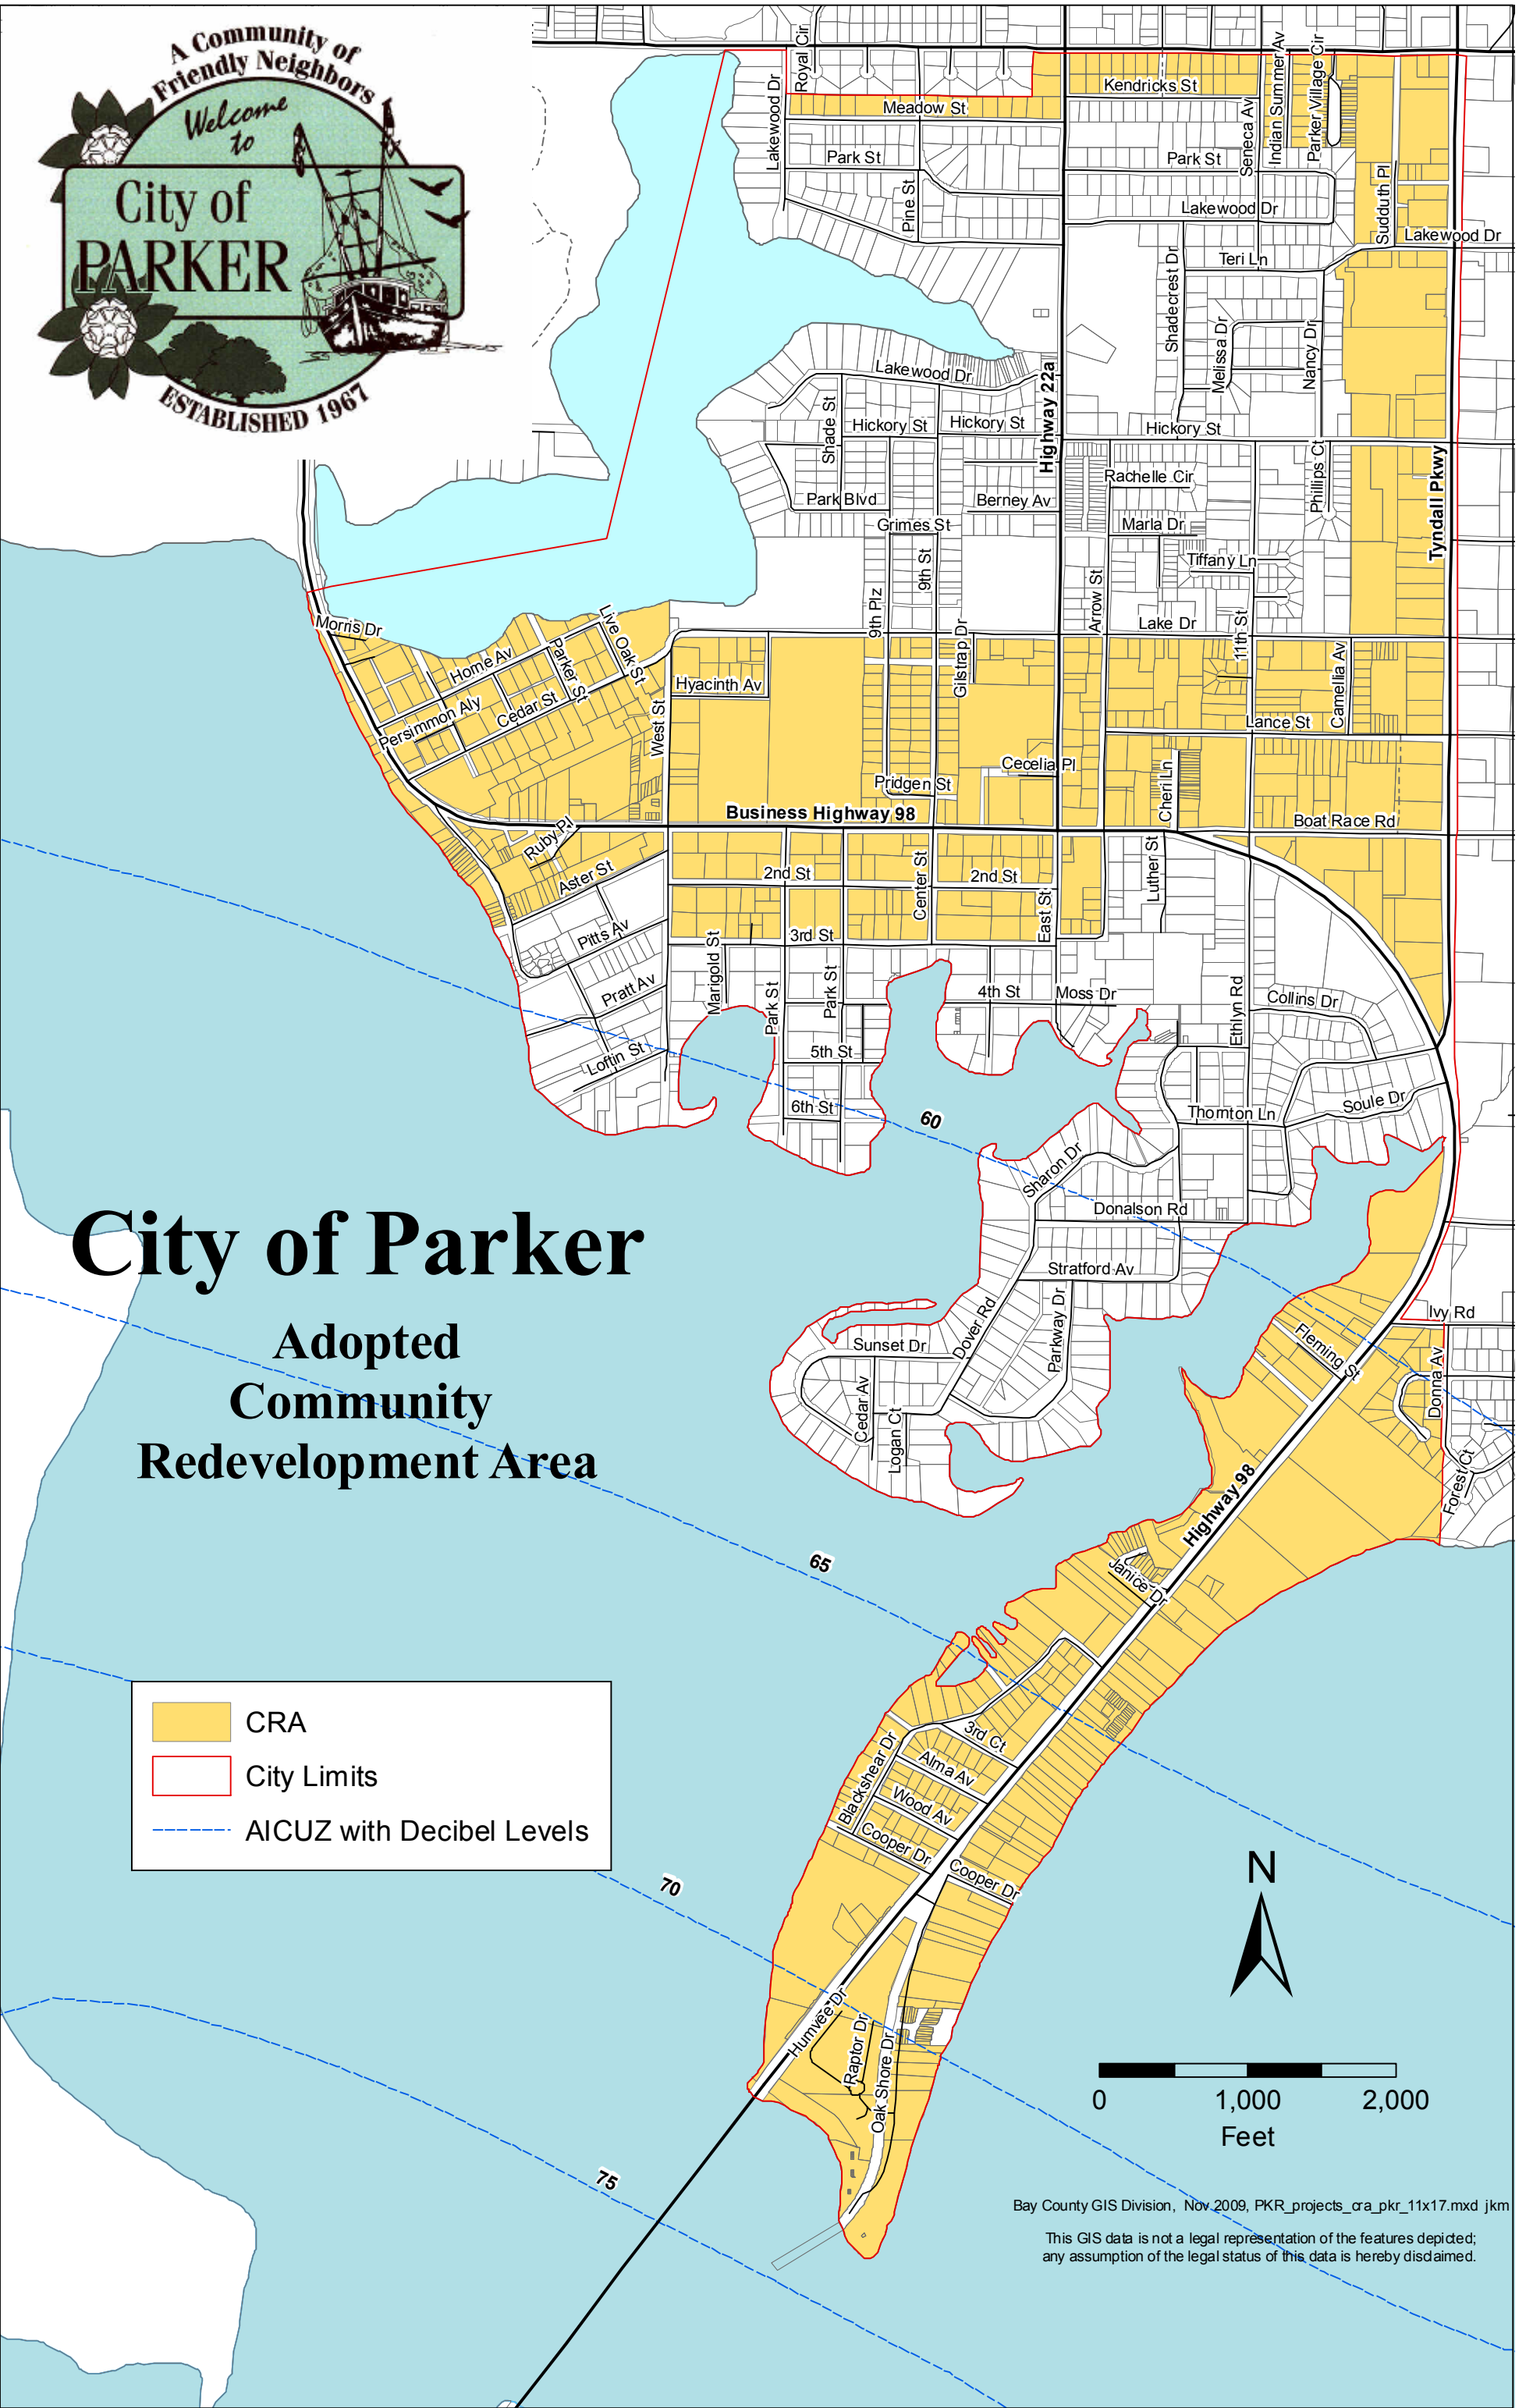 A Community of
Friendly Neighbors
Welcome
to
City of
PARKER
ESTABLISHED 1967
Royal Cir
Lakewood Dr
Meadow St
Kendricks St
Seneca Av
Indian Summer Av
Parker Village Cir
Park St
Park St
Pine St
Lakewood Dr
Sudduth Pl
Lakewood Dr
Teri Ln
Shadecrest Dr
Melissa Dr
Nancy Dr
Lakewood Dr
Highway 22a
Shade St
Hickory St
Hickory St
Hickory St
Rachelle Cir
Phillips Ct
Tyndall Pkwy
Park Blvd
Berney Av
Grimes St
Marla Dr
9th St
Tiffany Ln
9th Plz
Arrow St
Lake Dr
11th St
Morris Dr
Live Oak St
Home Av
Parker St
Gilstrap Dr
Camellia Av
Hyacinth Av
Persimmon Aly
Cedar St
West St
Lance St
Cecelia Pl
Pridgen St
Cheri Ln
Business Highway 98
Boat Race Rd
Ruby Pl
Aster St
2nd St
Center St
2nd St
Luther St
East St
Pitts Av
3rd St
Marigold St
Park St
Park St
Pratt Av
4th St
Moss Dr
Ethlyn Rd
Collins Dr
Loftin St
5th St
6th St
60
Thornton Ln
Soule Dr
Sharon Dr
Donalson Rd
City of Parker
Stratford Av
Adopted
Community
Redevelopment Area
Sunset Dr
Dover Rd
Parkway Dr
Ivy Rd
Fleming St
Donna Av
Cedar Av
Logan Ct
Forest Ct
Highway 98
65
Janice Dr
CRA
City Limits
AICUZ with Decibel Levels
3rd Ct
Blackshear Dr
Alma Av
Wood Av
Cooper Dr
Cooper Dr
70
N
Humvee Dr
Raptor Dr
Oak Shore Dr
0 1,000 2,000
Feet
75
Bay County GIS Division, Nov 2009, PKR_projects_cra_pkr_11x17.mxd jkm
This GIS data is not a legal representation of the features depicted;
any assumption of the legal status of this data is hereby disclaimed.